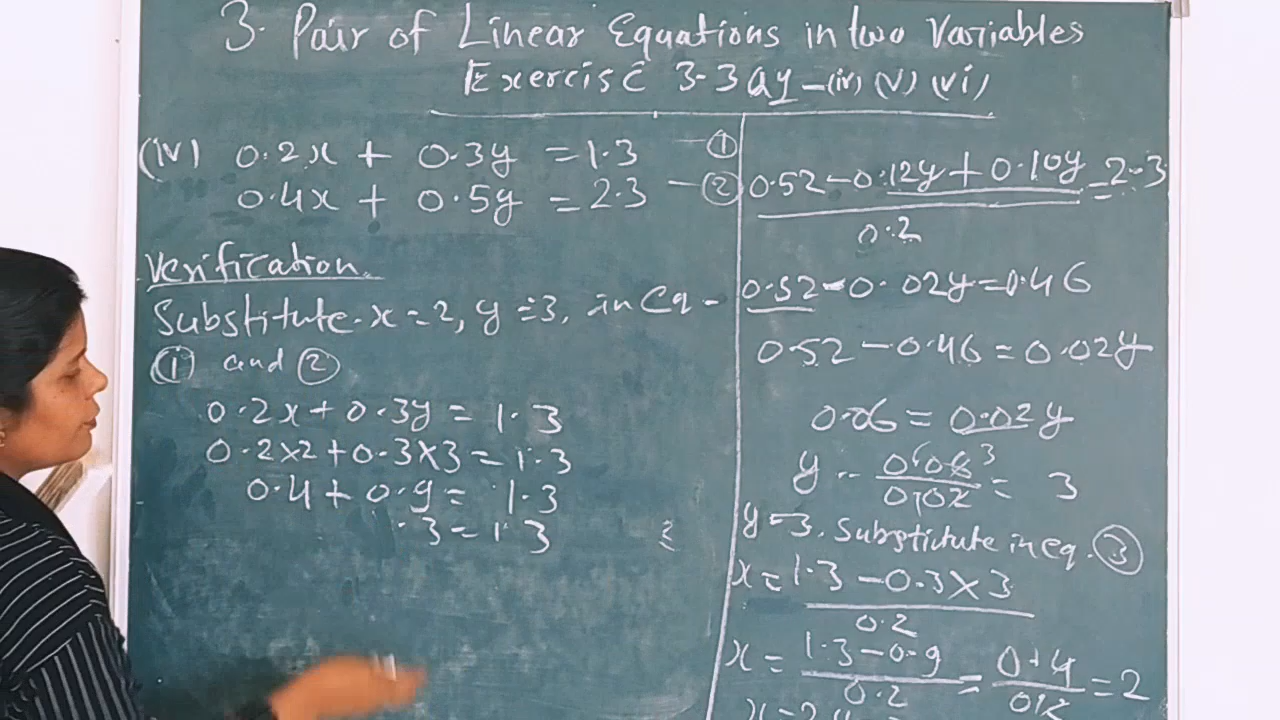 3. Pair of Linear Equations in two Variables
Exercise 3.3 Q1 - (iv) (v) (vi)
(iv) 0.2x + 0.3y = 1.3 — ①
0.4x + 0.5y = 2.3 — ②
Verification
Substitute x = 2, y = 3, in Eq -
① and ②
0.2x + 0.3y = 1.3
0.2×2 + 0.3×3 = 1.3
0.4 + 0.9 = 1.3
.3 = 1.3
0.52 - 0.12y + 0.10y = 2.3
0.2
0.52 - 0.02y = 0.46
0.52 - 0.46 = 0.02y
0.06 = 0.02y
y = 0.06 3 = 3
0.02
y = 3. Substitute in eq. ③
x = 1.3 - 0.3×3
0.2
x = 1.3 - 0.9 = 0.4 = 2
0.2 0.2